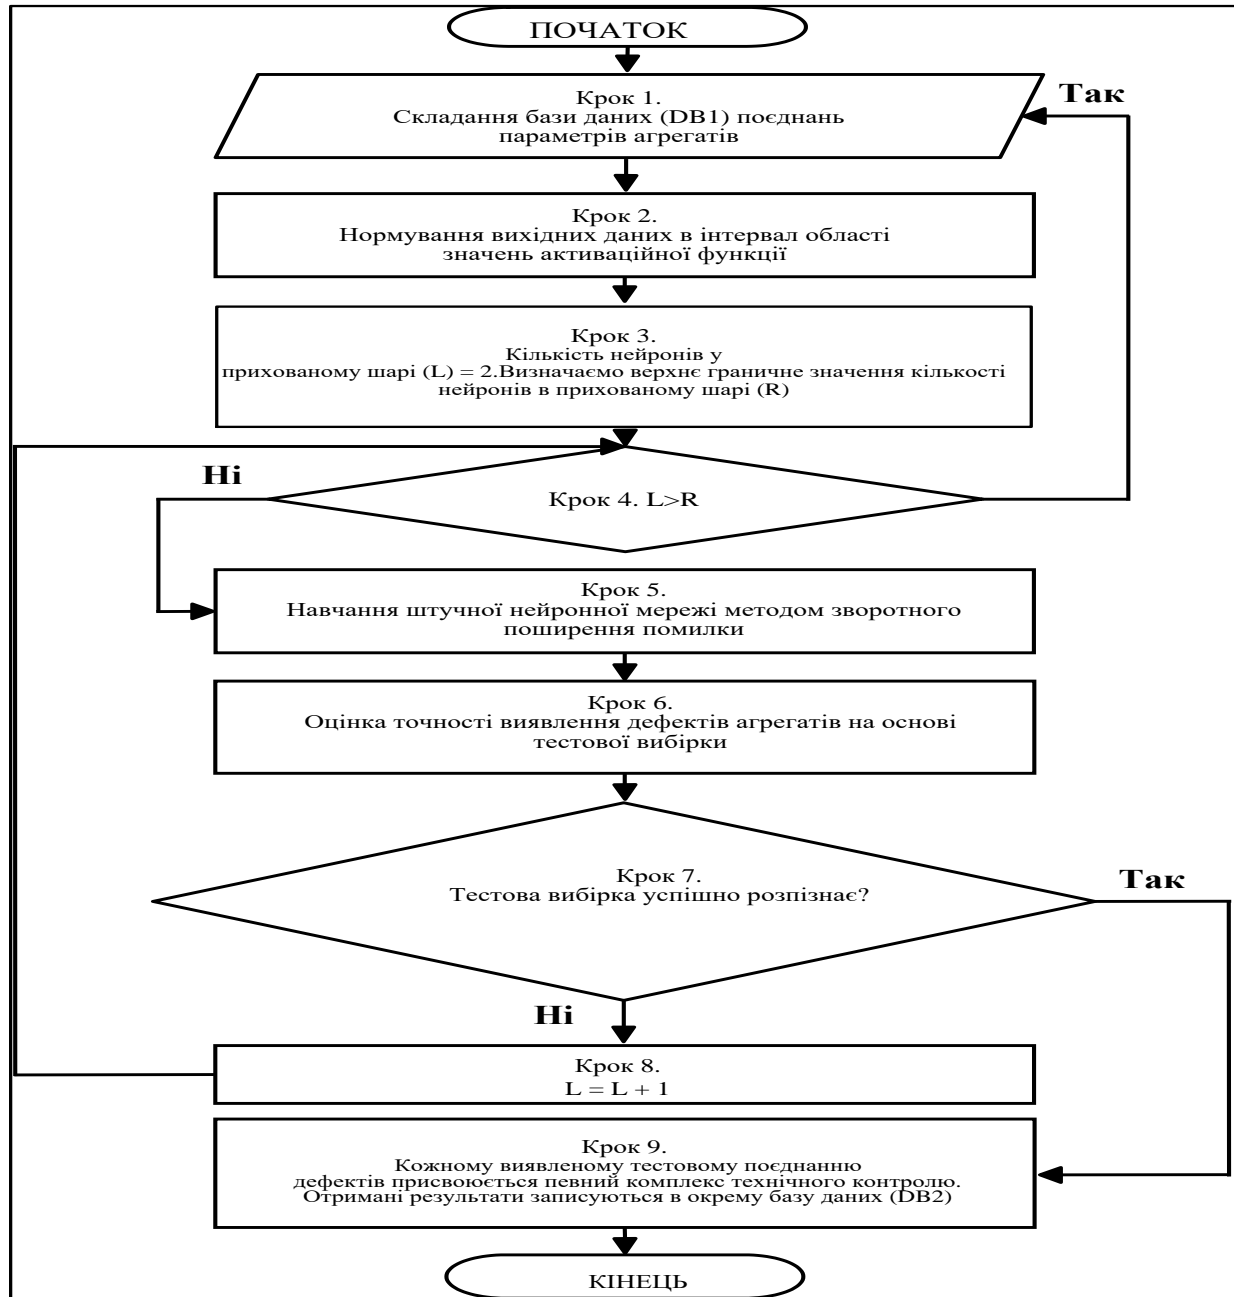 ПОЧАТОК
Крок 1.
Складання бази даних (DB1) поєднань
параметрів агрегатів
Так
Крок 2.
Нормування вихідних даних в інтервал області
значень активаційної функції
Крок 3.
Кількість нейронів у
прихованому шарі (L) = 2.Визначаємо верхнє граничне значення кількості
нейронів в прихованому шарі (R)
Ні
Крок 4. L>R
Крок 5.
Навчання штучної нейронної мережі методом зворотного
поширення помилки
Крок 6.
Оцінка точності виявлення дефектів агрегатів на основі
тестової вибірки
Крок 7.
Тестова вибірка успішно розпізнає?
Так
Ні
Крок 8.
L = L + 1
Крок 9.
Кожному виявленому тестовому поєднанню
дефектів присвоюється певний комплекс технічного контролю.
Отримані результати записуються в окрему базу даних (DB2)
КІНЕЦЬ